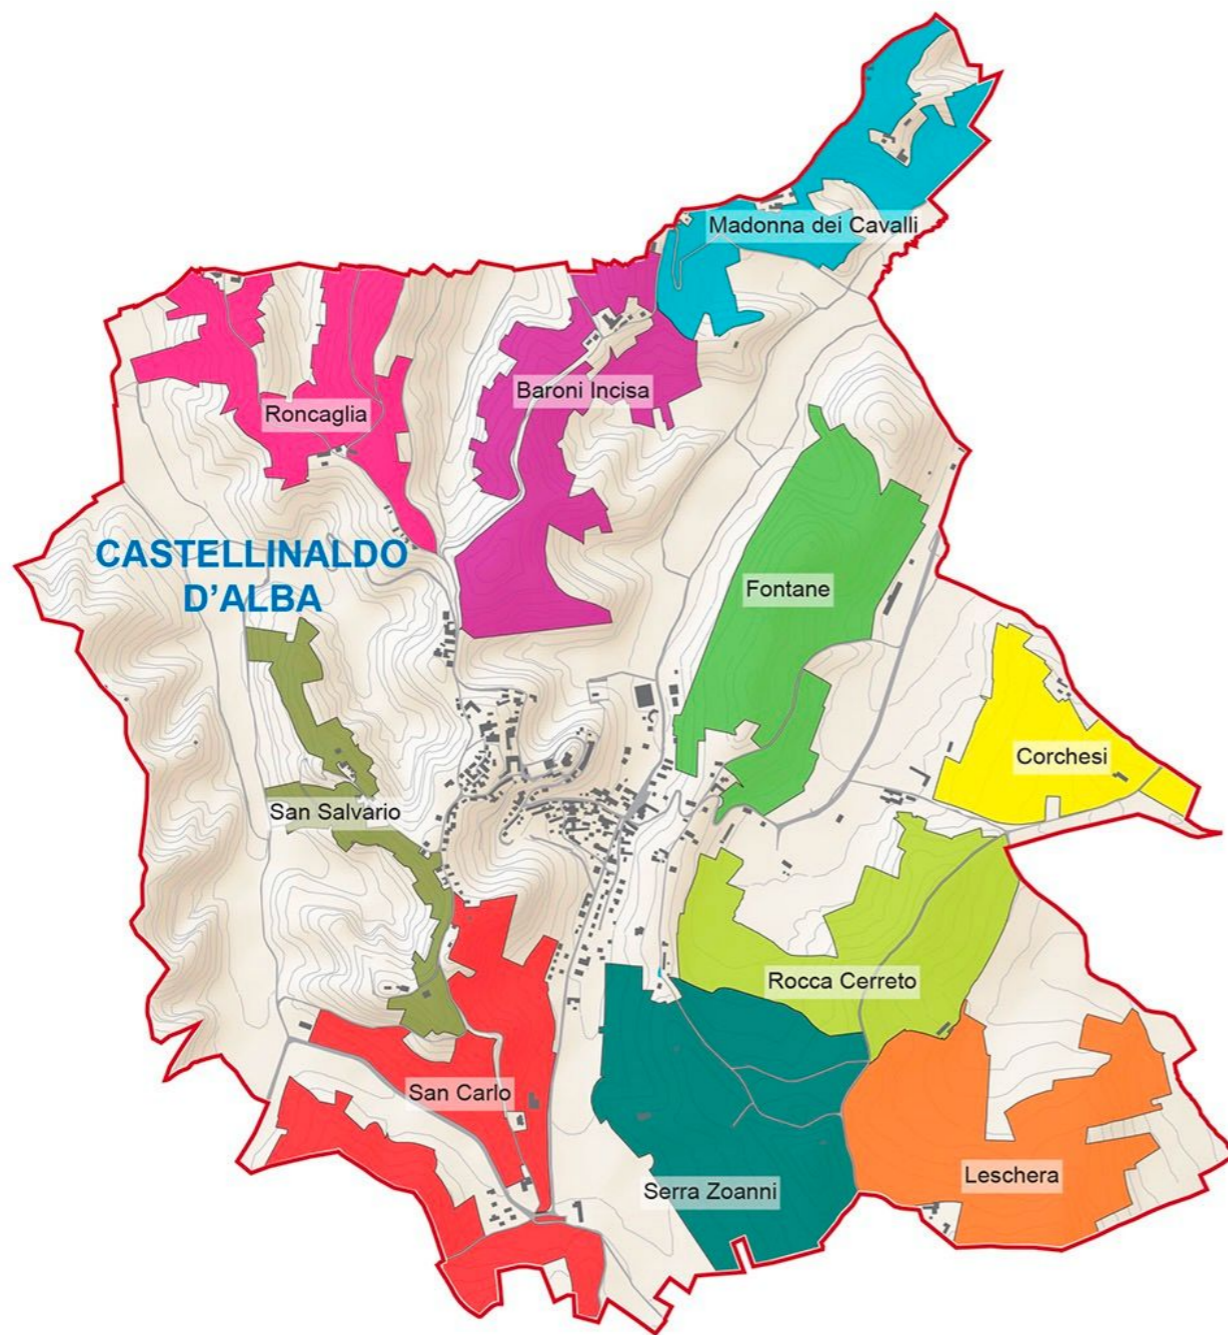 Madonna dei Cavalli
Baroni Incisa
Roncaglia
CASTELLINALDO
D’ALBA
Fontane
Corchesi
San Salvario
Rocca Cerreto
San Carlo
Leschera
Serra Zoanni